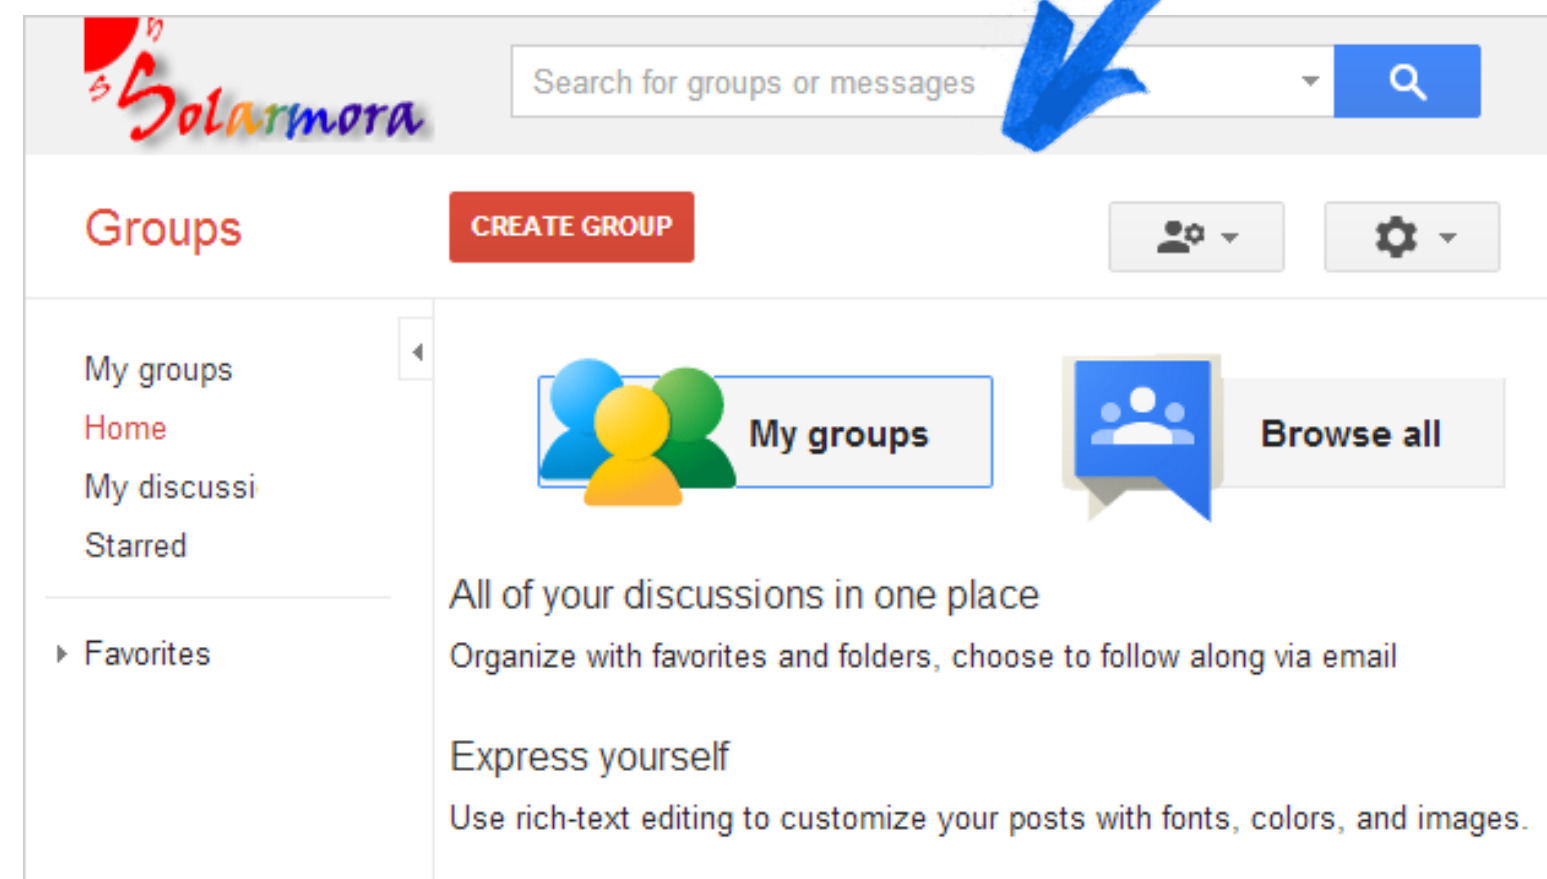 Solarmora
Search for groups or messages
Groups
CREATE GROUP
My groups
Home
My discussi
Starred
Favorites
My groups
Browse all
All of your discussions in one place
Organize with favorites and folders, choose to follow along via email
Express yourself
Use rich-text editing to customize your posts with fonts, colors, and images.